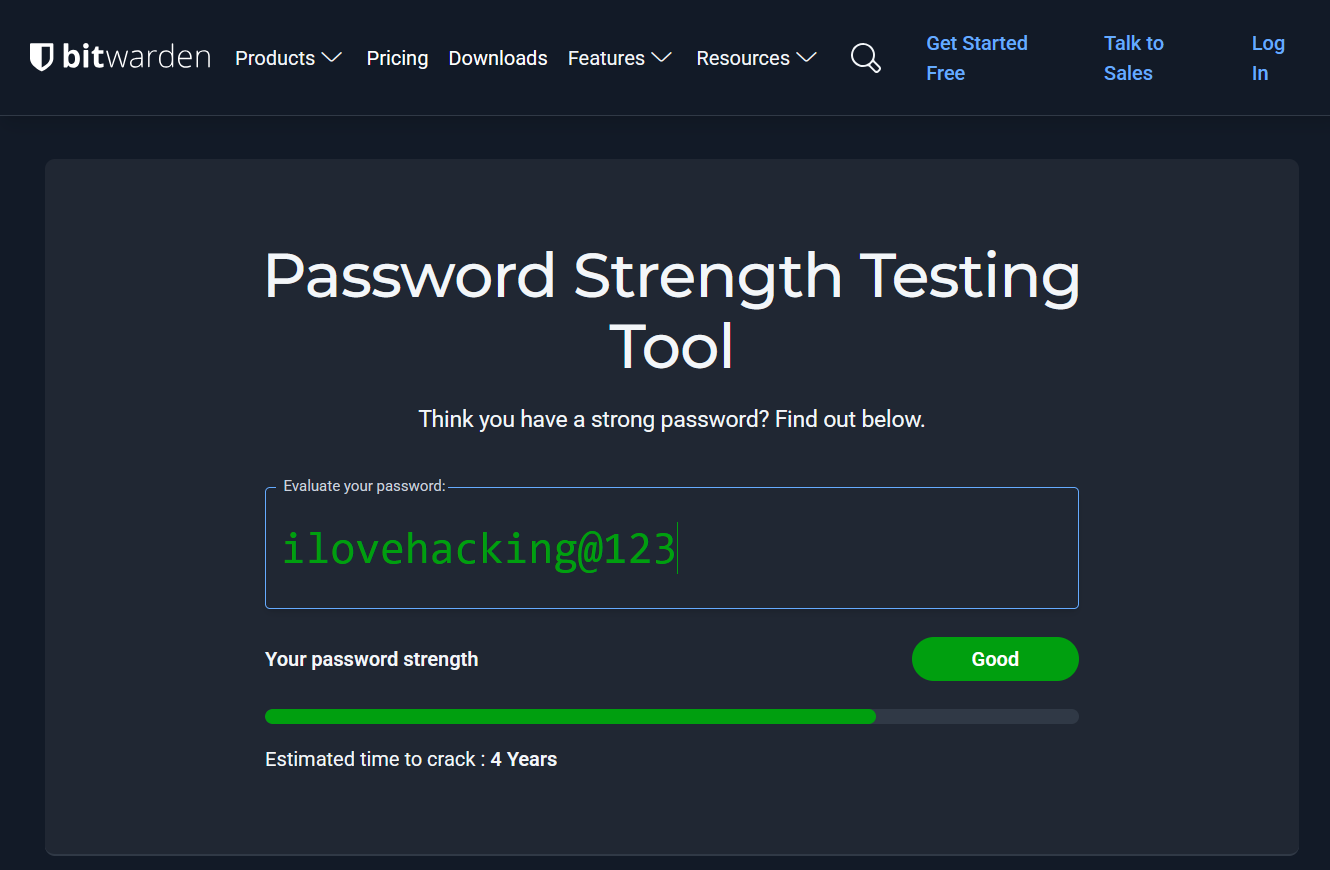 bitwarden Products Pricing Downloads Features Resources
Get Started Free
Talk to Sales
Log In
Password Strength Testing
Tool
Think you have a strong password? Find out below.
Evaluate your password:
ilovehacking@123
Your password strength
Good
Estimated time to crack : 4 Years